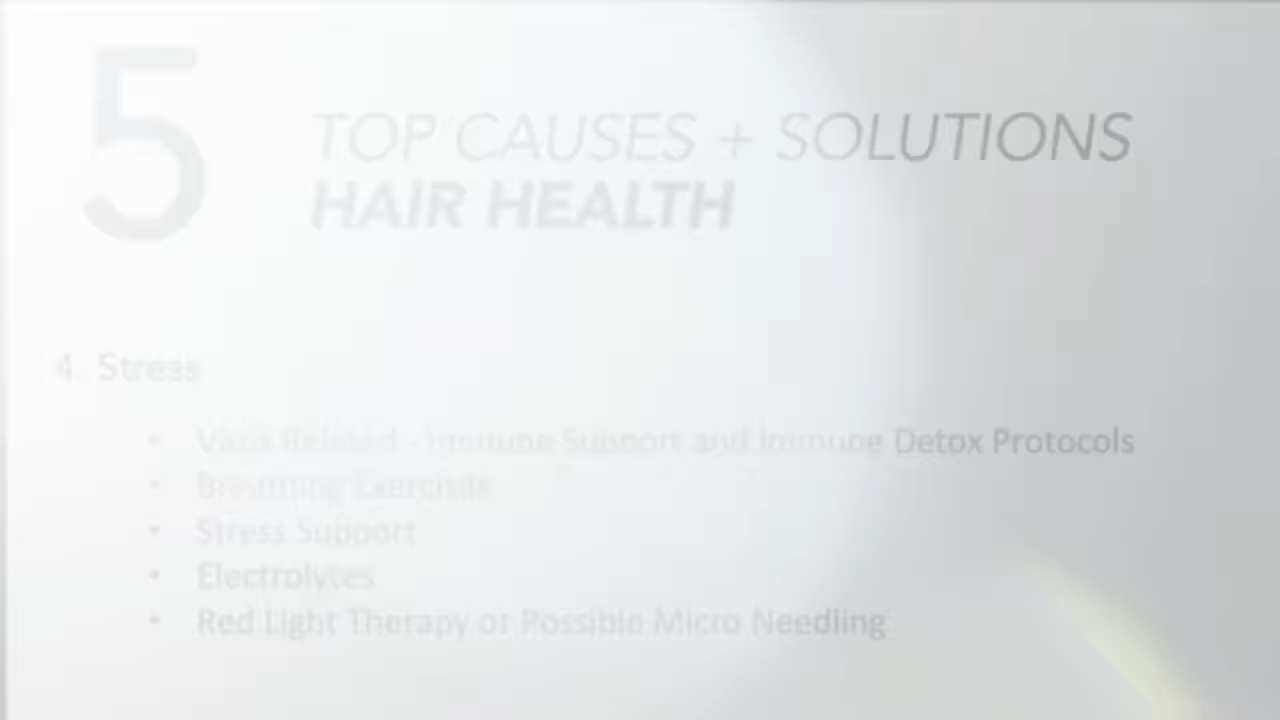 5
TOP CAUSES + SOLUTIONS
HAIR HEALTH
4. Stress
• Virus Related - Immune Support and Immune Detox Protocols
• Breathing Exercises
• Stress Support
• Electrolytes
• Red Light Therapy or Possible Micro Needling